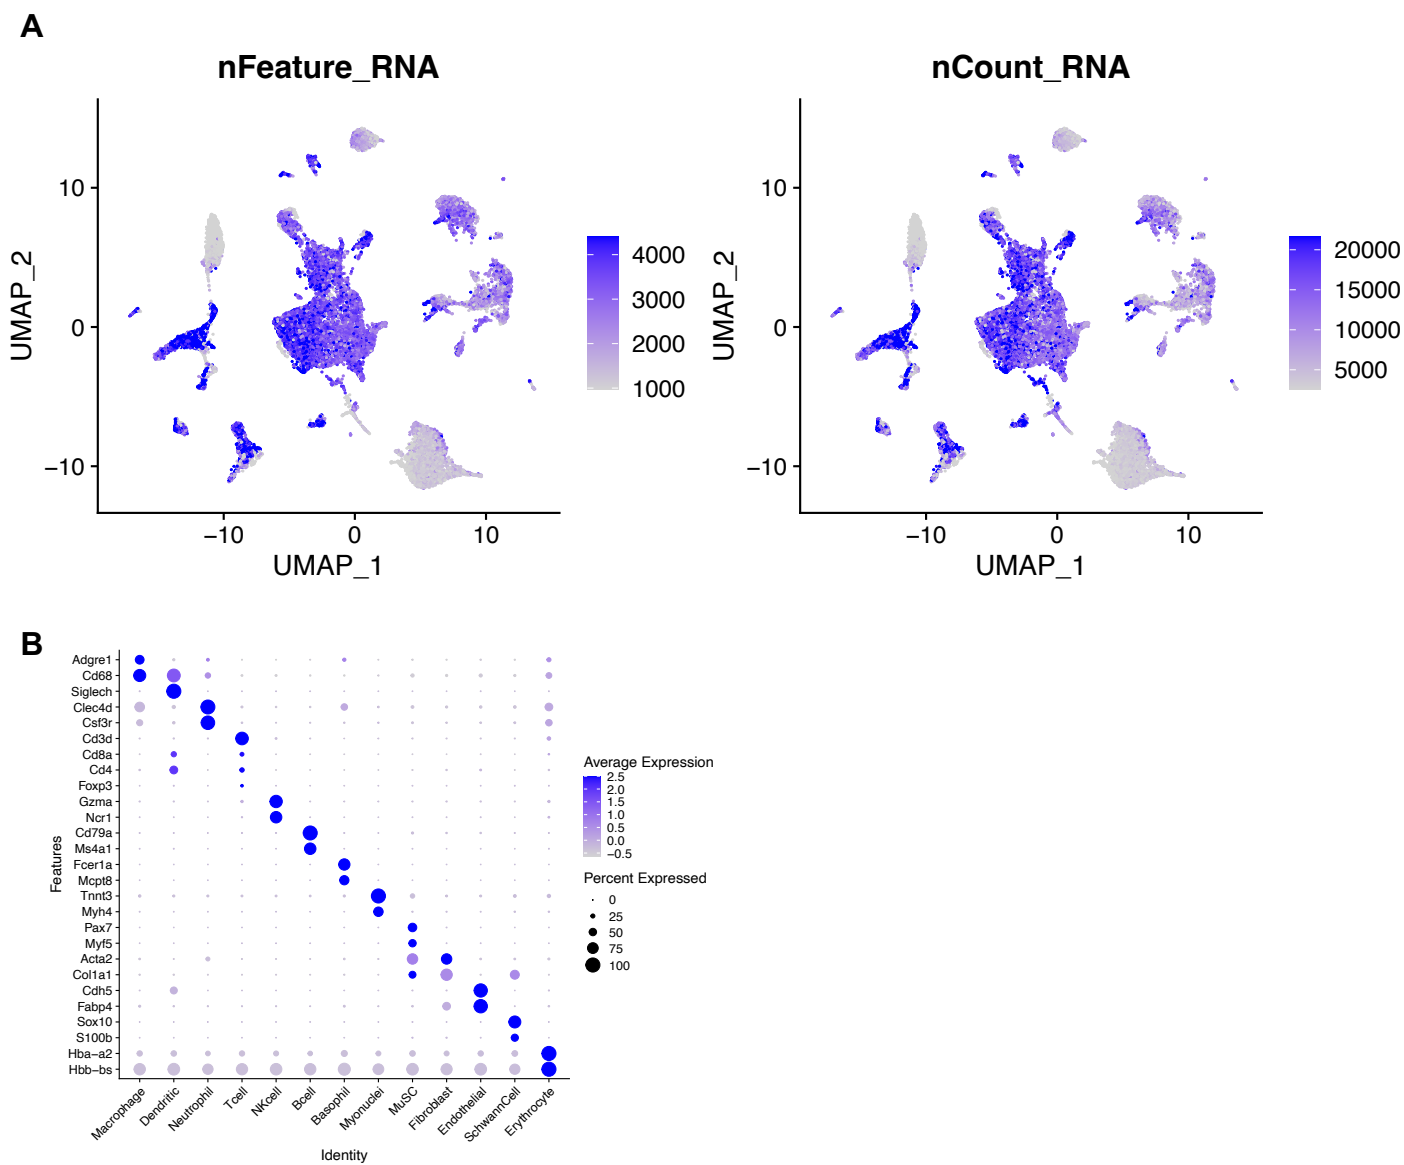 A
nFeature_RNA
nCount_RNA
10
0
−10
UMAP_2
−10
0
10
UMAP_1
4000
3000
2000
1000
10
0
−10
UMAP_2
−10
0
10
UMAP_1
20000
15000
10000
5000
B
Features
Adgre1
Cd68
Siglech
Clec4d
Csf3r
Cd3d
Cd8a
Cd4
Foxp3
Gzma
Ncr1
Cd79a
Ms4a1
Fcer1a
Mcpt8
Tnnt3
Myh4
Pax7
Myf5
Acta2
Col1a1
Cdh5
Fabp4
Sox10
S100b
Hba−a2
Hbb−bs
Macrophage
Dendritic
Neutrophil
Tcell
NKcell
Bcell
Basophil
Myonuclei
MuSC
Fibroblast
Endothelial
SchwannCell
Erythrocyte
Identity
Average Expression
2.5
2.0
1.5
1.0
0.5
0.0
−0.5
Percent Expressed
0
25
50
75
100